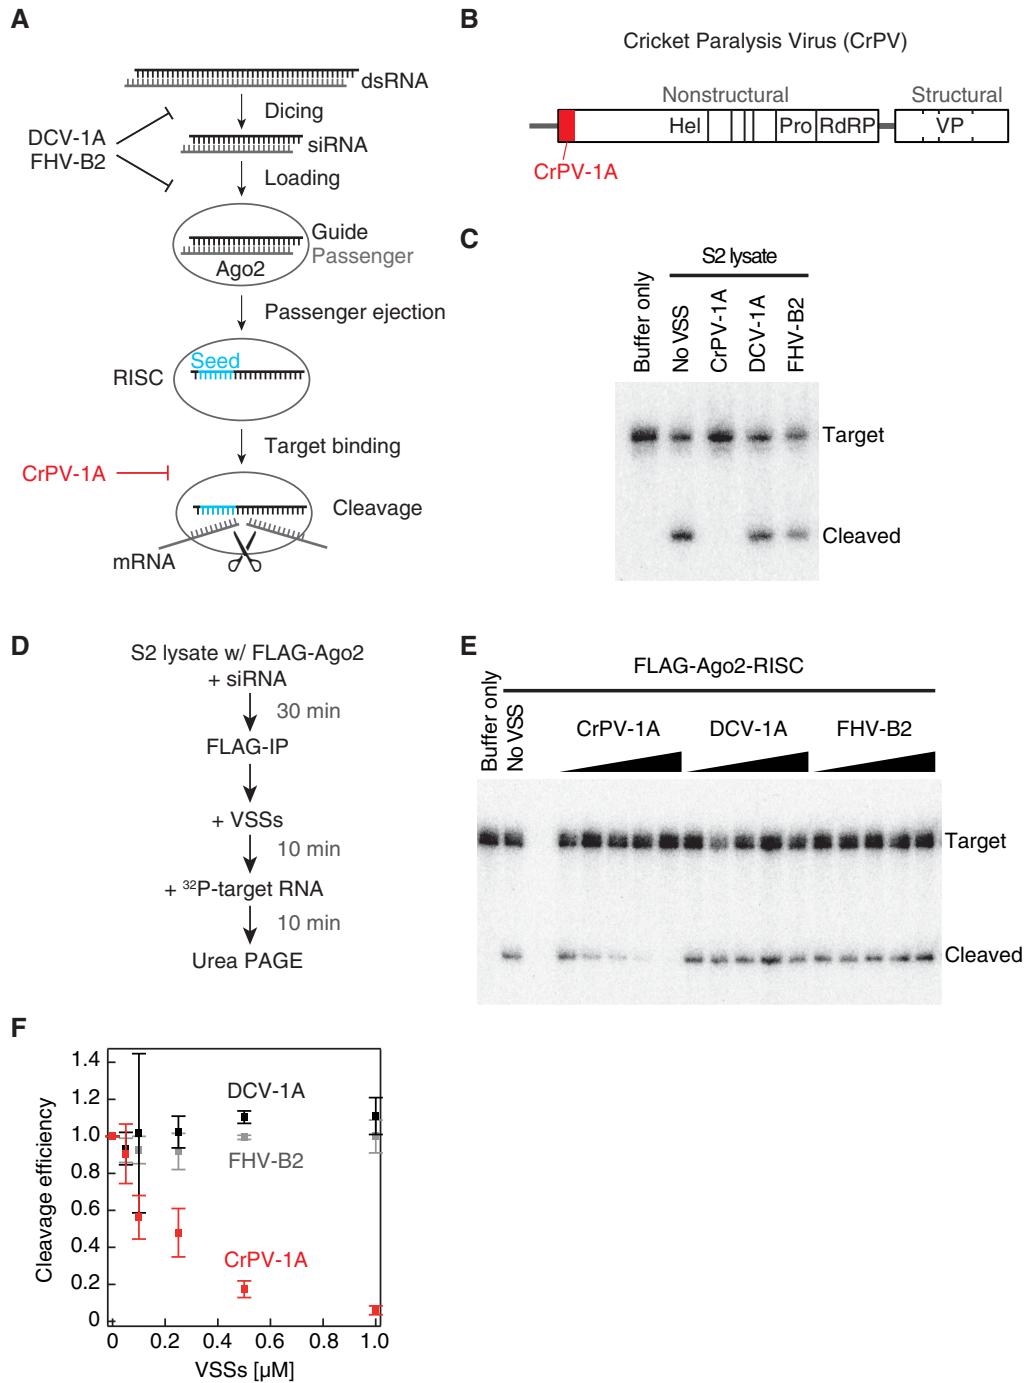 A
dsRNA
Dicing
DCV-1A
FHV-B2
siRNA
Loading
Guide
Passenger
Ago2
Passenger ejection
Seed
RISC
Target binding
CrPV-1A
Cleavage
mRNA
B
Cricket Paralysis Virus (CrPV)
Nonstructural
Structural
Hel
Pro
RdRP
VP
CrPV-1A
C
S2 lysate
Buffer only
No VSS
CrPV-1A
DCV-1A
FHV-B2
Target
Cleaved
D
S2 lysate w/ FLAG-Ago2
+ siRNA
30 min
FLAG-IP
+ VSSs
10 min
+ ³²P-target RNA
10 min
Urea PAGE
E
FLAG-Ago2-RISC
Buffer only
No VSS
CrPV-1A
DCV-1A
FHV-B2
Target
Cleaved
F
Cleavage efficiency
1.4
1.2
1.0
0.8
0.6
0.4
0.2
0
DCV-1A
FHV-B2
CrPV-1A
0
0.2
0.4
0.6
0.8
1.0
VSSs [µM]